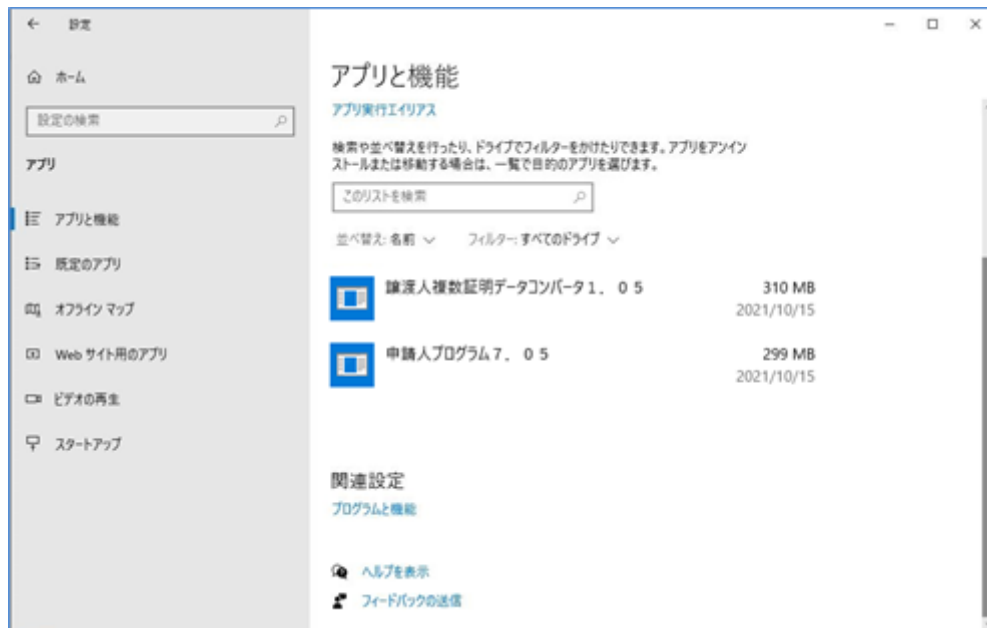 設定
ホーム
設定の検索
アプリ
アプリと機能
既定のアプリ
オフライン マップ
Web サイト用のアプリ
ビデオの再生
スタートアップ
アプリと機能
アプリ実行エイリアス
検索や並べ替えを行ったり、ドライブでフィルターをかけたりできます。アプリをアンイン
ストールまたは移動する場合は、一覧で目的のアプリを選びます。
このリストを検索
並べ替え: 名前 フィルター: すべてのドライブ
譲渡人複数証明データコンバータ１．０５ 310 MB
2021/10/15
申請人プログラム７．０５ 299 MB
2021/10/15
関連設定
プログラムと機能
ヘルプを表示
フィードバックの送信